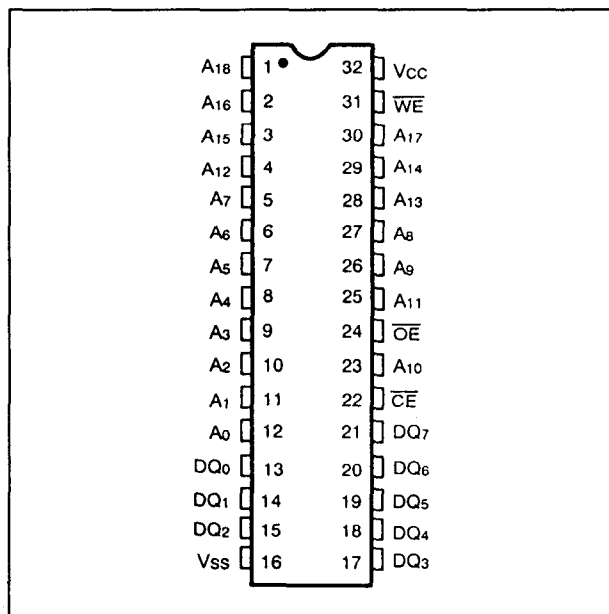 A18 1 32 VCC
A16 2 31 W̅E̅
A15 3 30 A17
A12 4 29 A14
A7 5 28 A13
A6 6 27 A8
A5 7 26 A9
A4 8 25 A11
A3 9 24 O̅E̅
A2 10 23 A10
A1 11 22 C̅E̅
A0 12 21 DQ7
DQ0 13 20 DQ6
DQ1 14 19 DQ5
DQ2 15 18 DQ4
VSS 16 17 DQ3